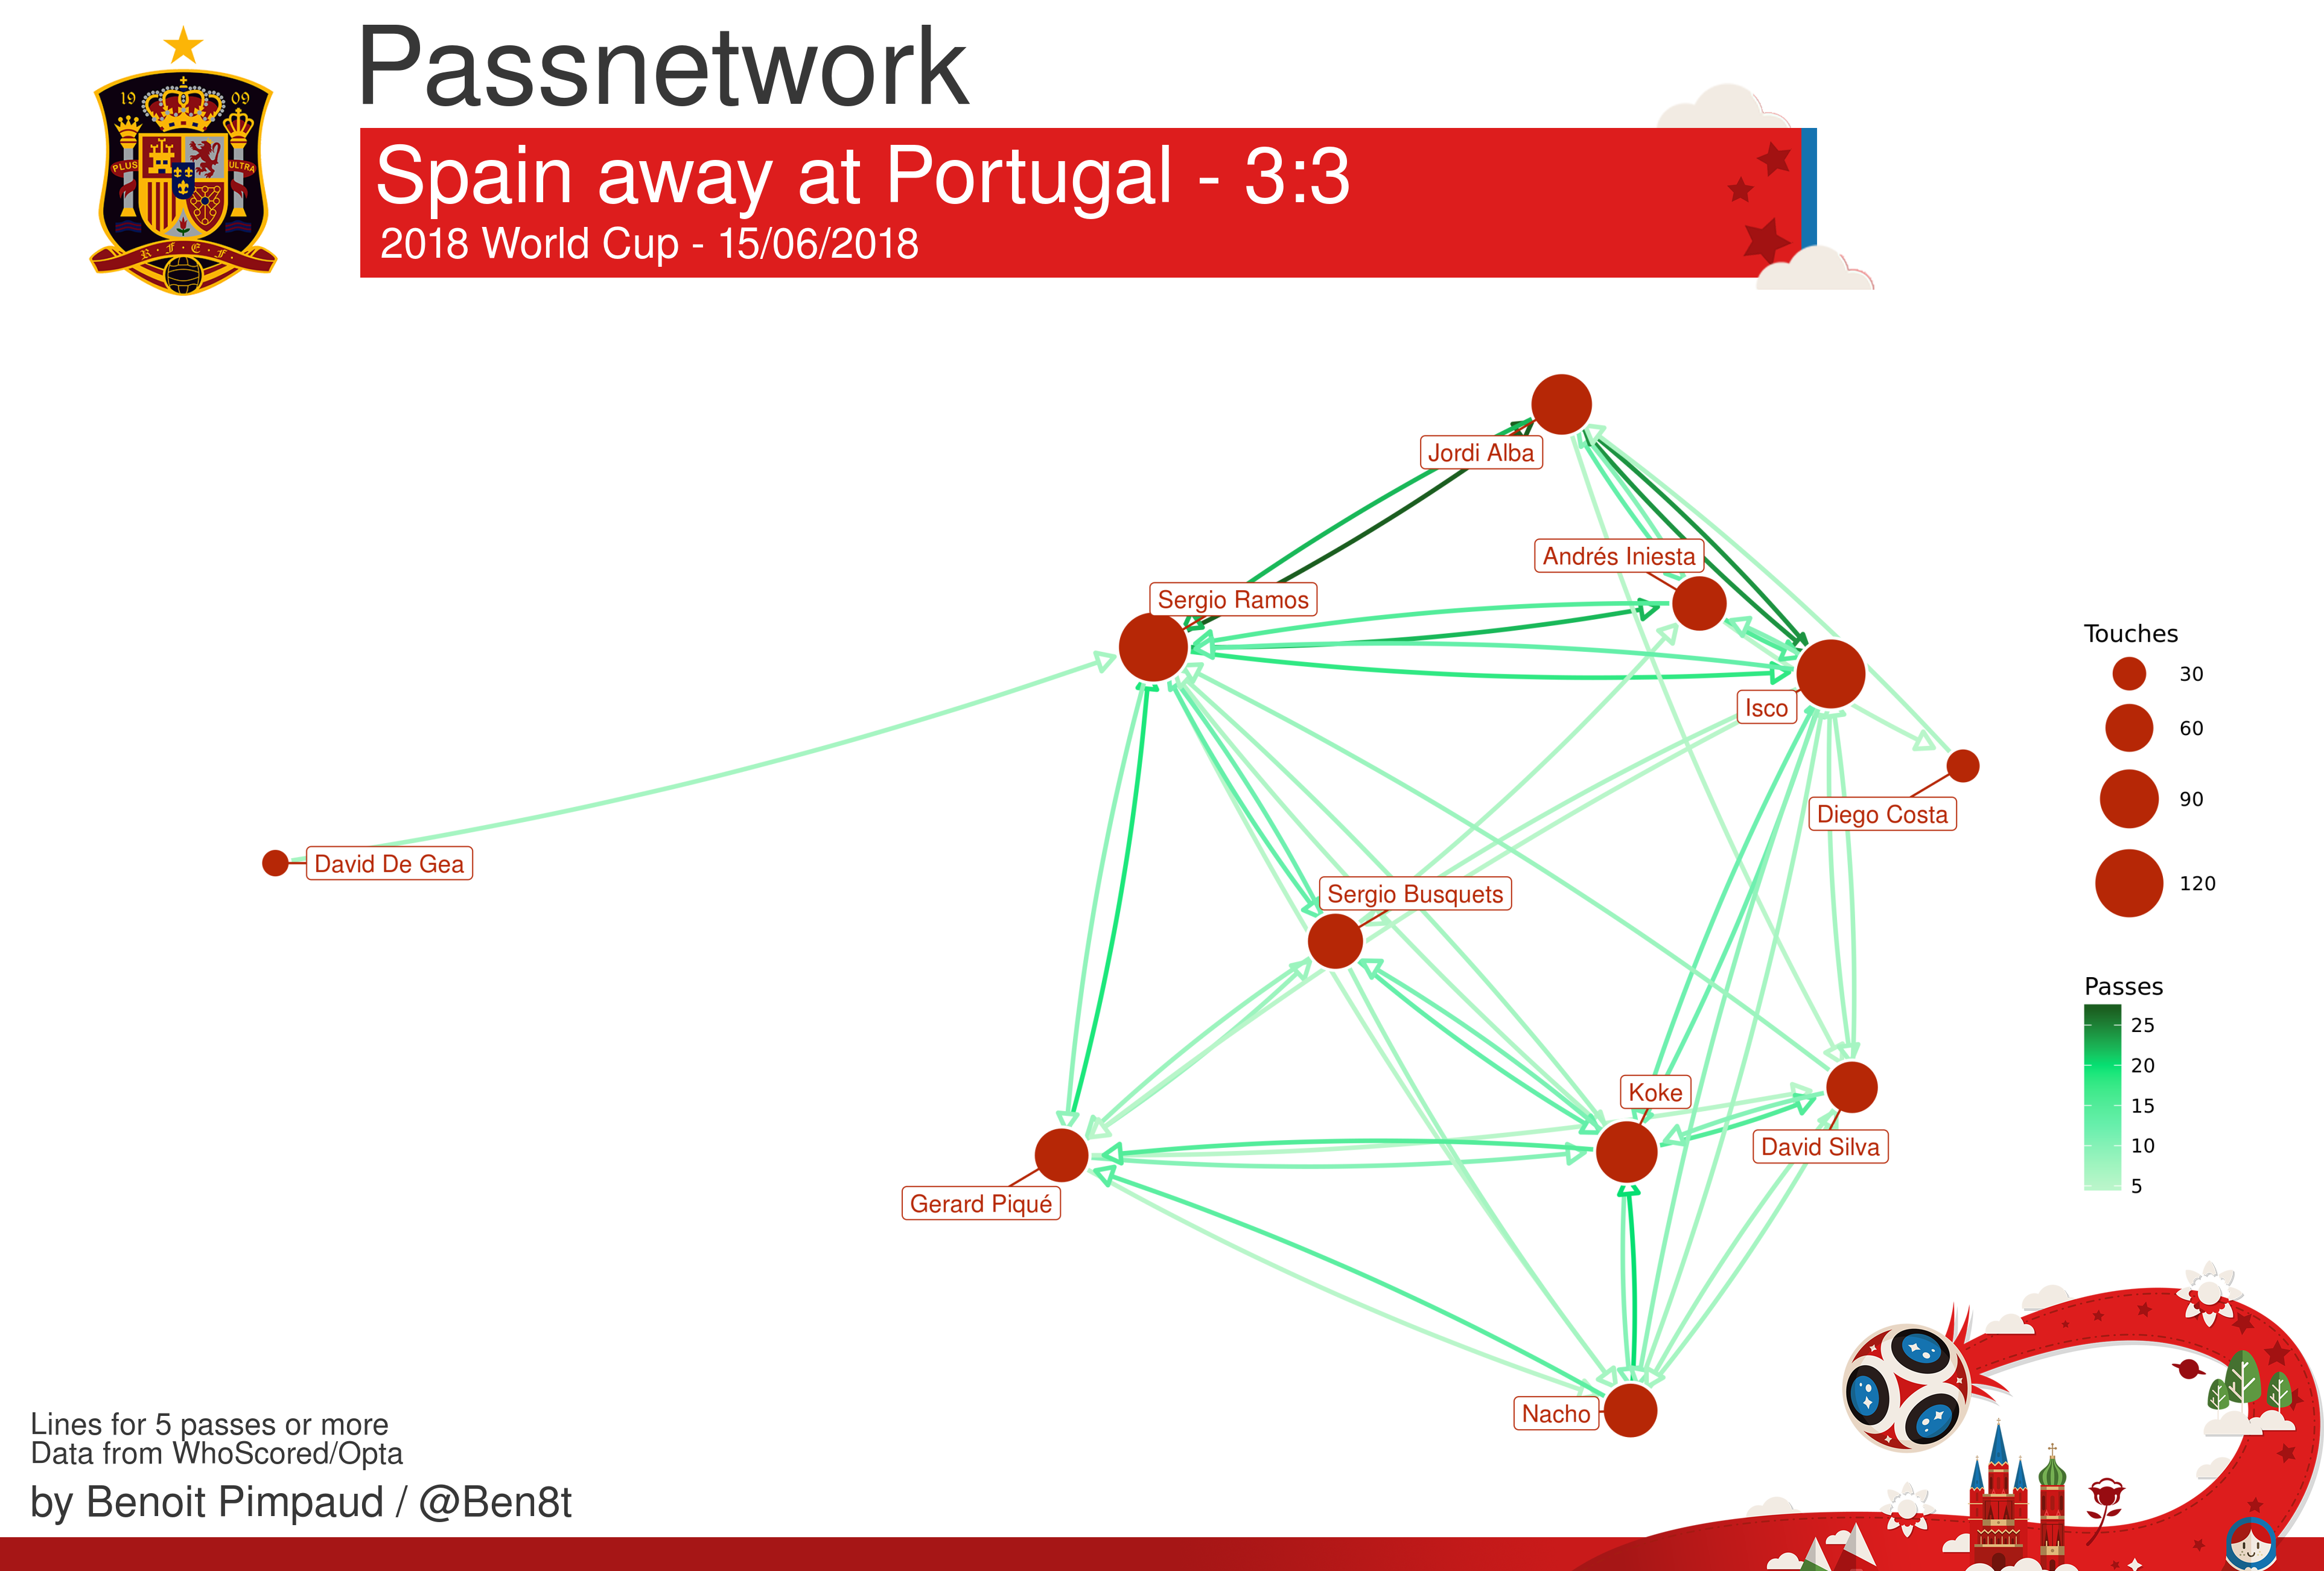 Passnetwork
Spain away at Portugal - 3:3
2018 World Cup - 15/06/2018
19 09
PLUS ULTRA
R · F · E · F ·
Jordi Alba
Andrés Iniesta
Sergio Ramos
Isco
Diego Costa
David De Gea
Sergio Busquets
Koke
David Silva
Gerard Piqué
Nacho
Touches
30
60
90
120
Passes
25
20
15
10
5
Lines for 5 passes or more
Data from WhoScored/Opta
by Benoit Pimpaud / @Ben8t